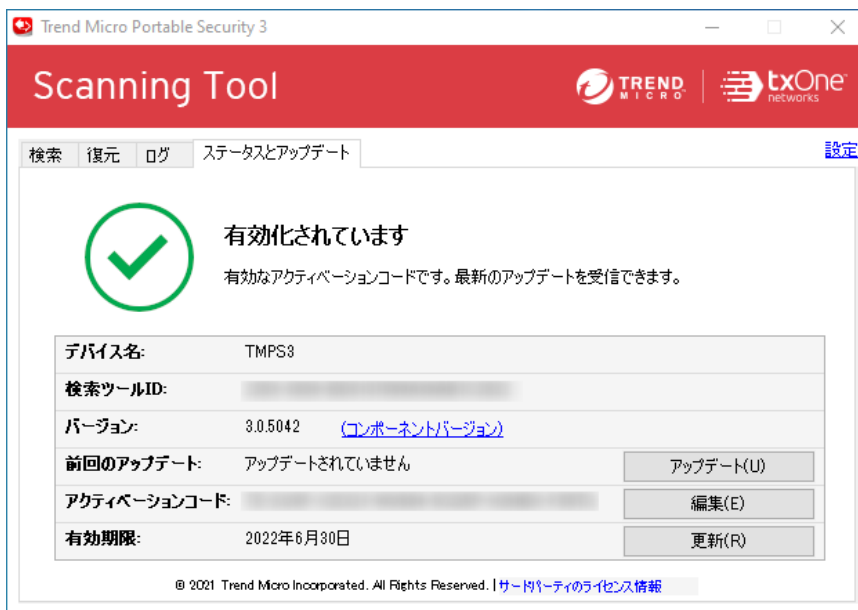 Trend Micro Portable Security 3
Scanning Tool
TREND MICRO
txOne networks
検索 復元 ログ ステータスとアップデート 設定
有効化されています
有効なアクティベーションコードです。最新のアップデートを受信できます。
デバイス名: TMPS3
検索ツールID:
バージョン: 3.0.5042 (コンポーネントバージョン)
前回のアップデート: アップデートされていません アップデート(U)
アクティベーションコード: 編集(E)
有効期限: 2022年6月30日 更新(R)
© 2021 Trend Micro Incorporated. All Rights Reserved. | サードパーティのライセンス情報